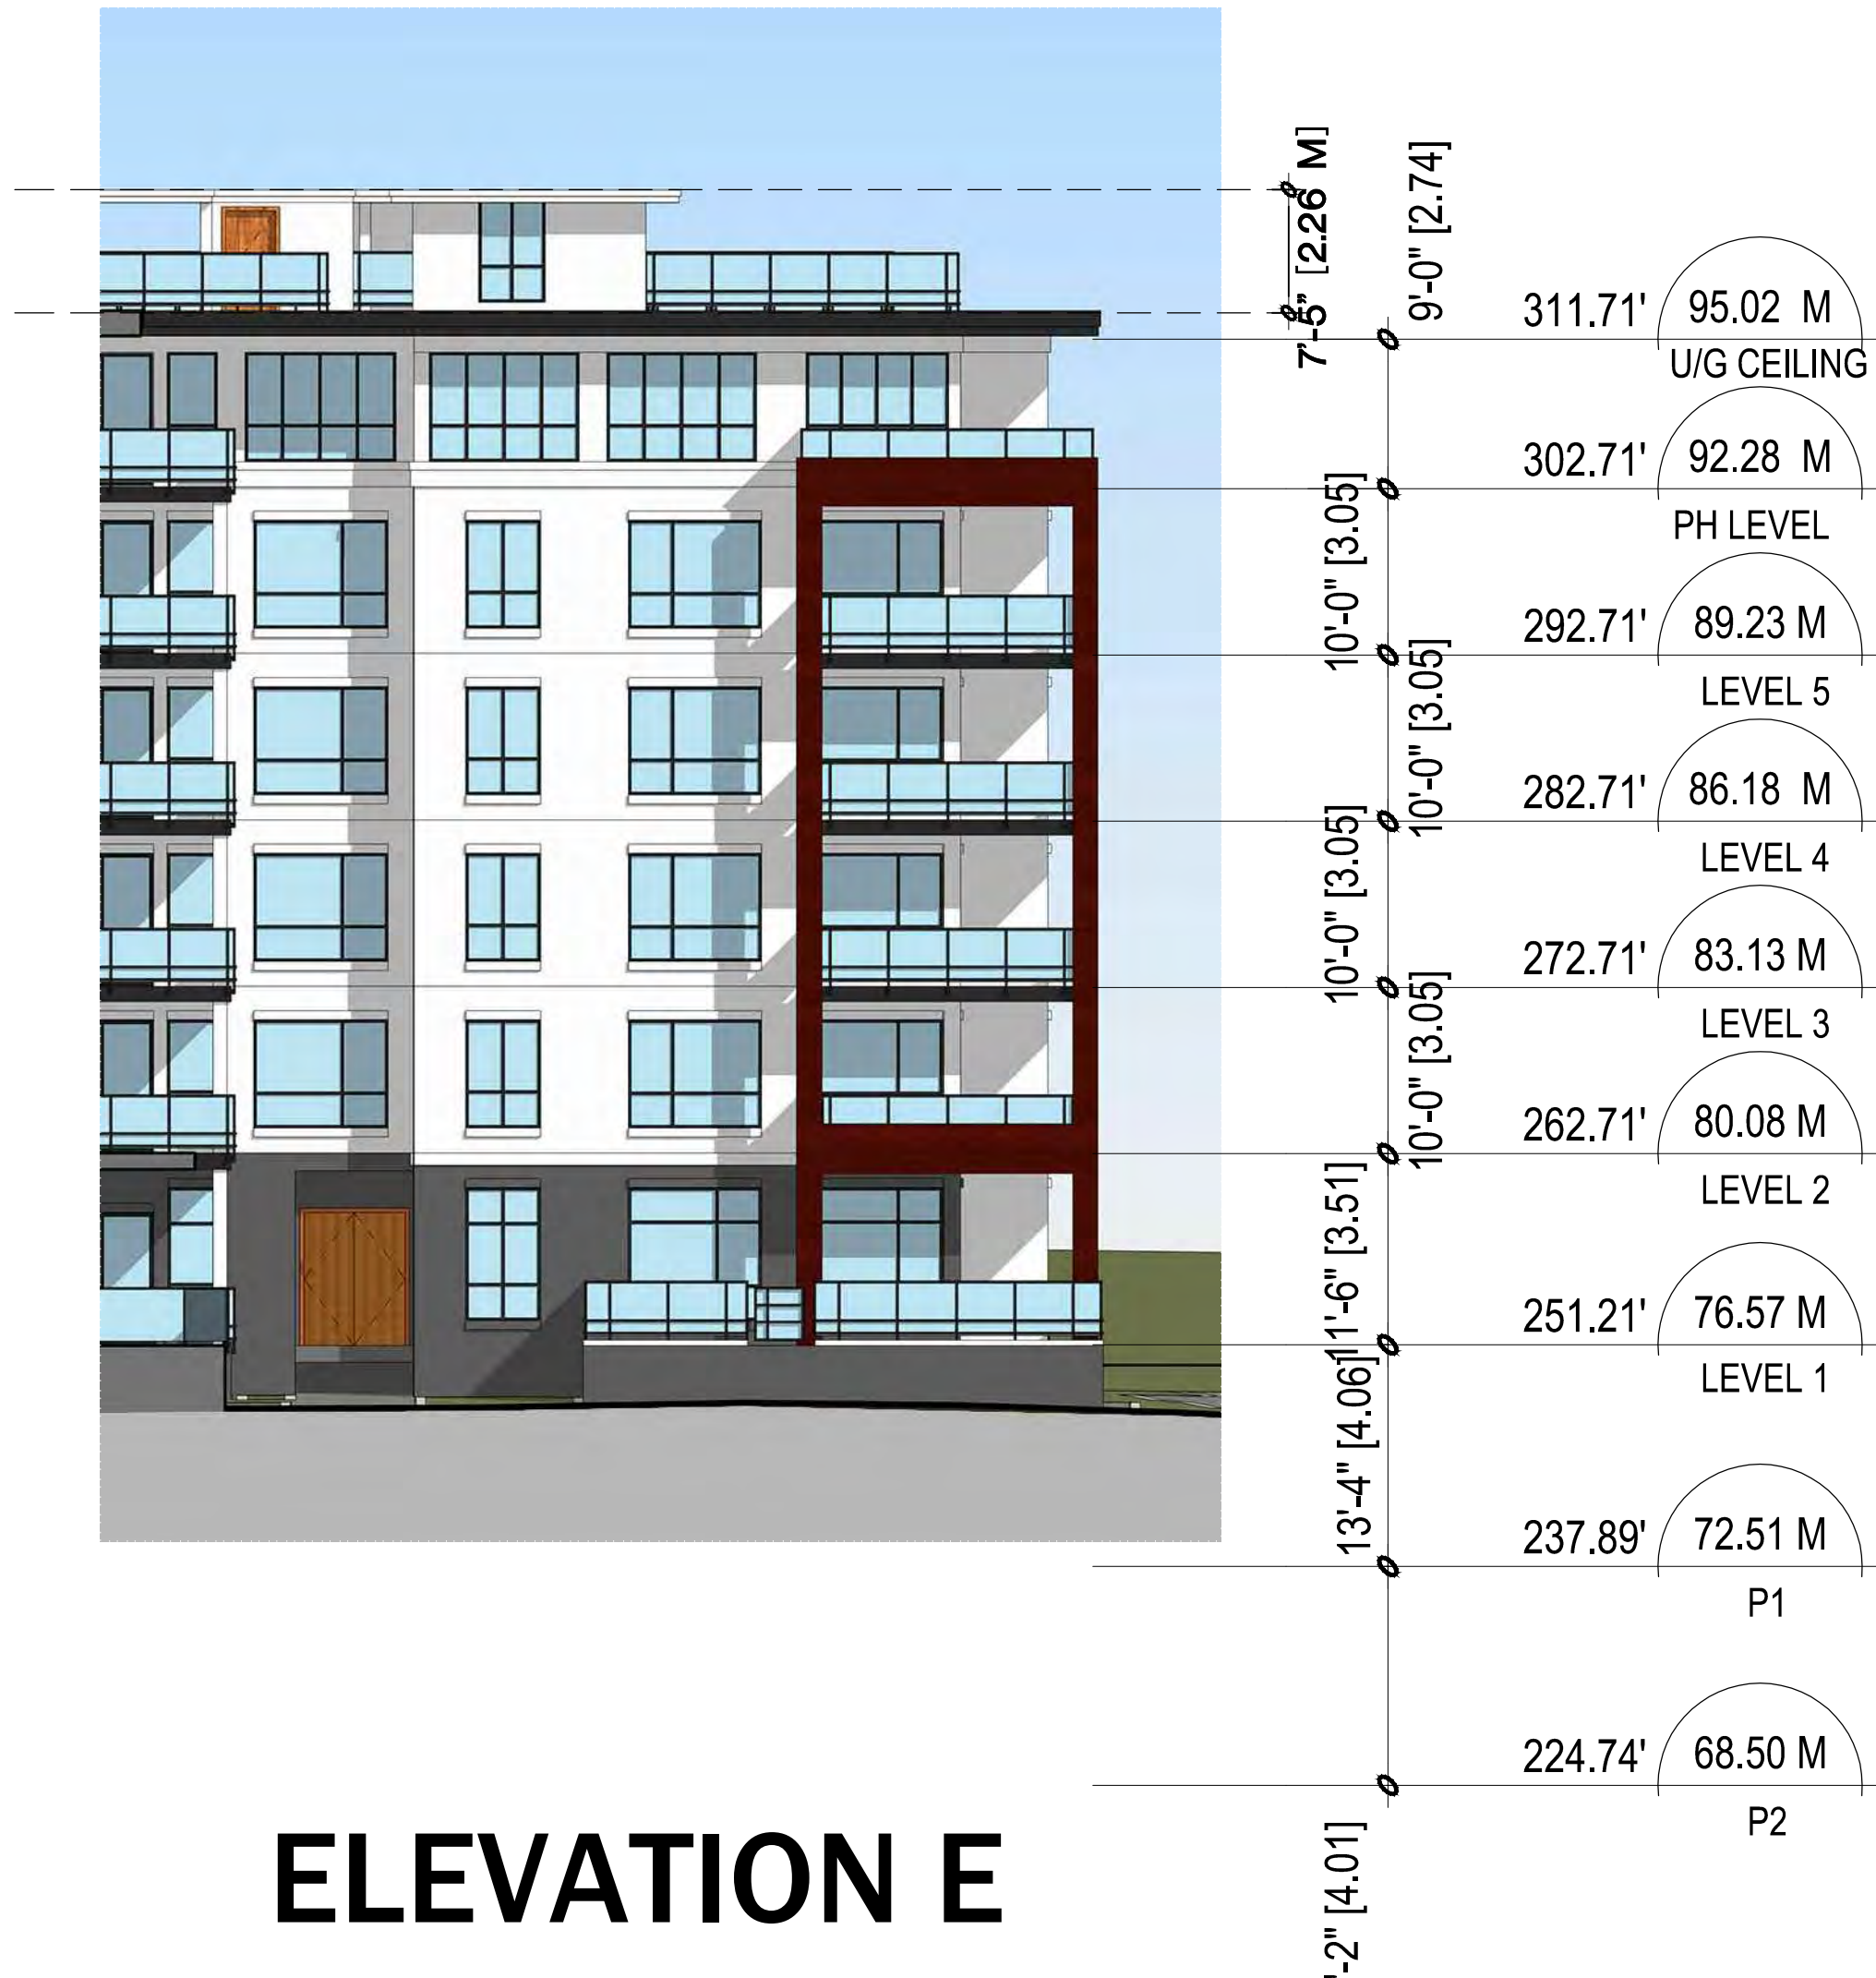 7'-5" [2.26 M]
9'-0" [2.74]
311.71' 95.02 M
U/G CEILING
10'-0" [3.05]
302.71' 92.28 M
PH LEVEL
10'-0" [3.05]
292.71' 89.23 M
LEVEL 5
10'-0" [3.05]
282.71' 86.18 M
LEVEL 4
10'-0" [3.05]
272.71' 83.13 M
LEVEL 3
11'-6" [3.51]
262.71' 80.08 M
LEVEL 2
13'-4" [4.06]
251.21' 76.57 M
LEVEL 1
237.89' 72.51 M
P1
224.74' 68.50 M
P2
'-2" [4.01]
ELEVATION E